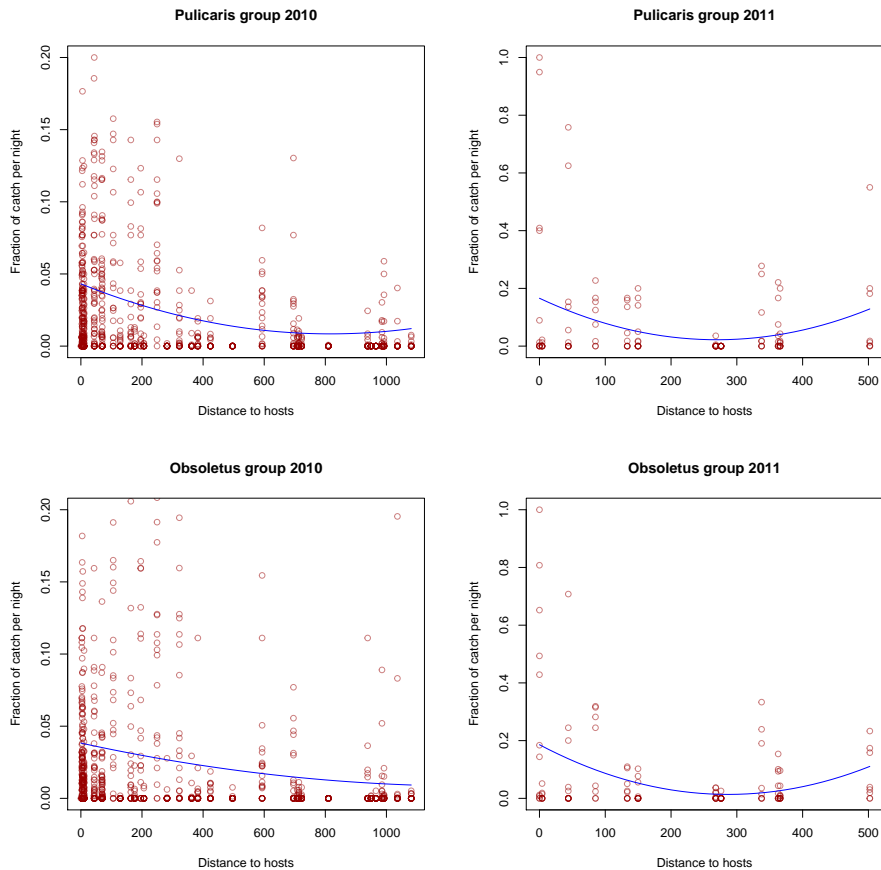 Pulicaris group 2010
Fraction of catch per night
0.20
0.15
0.10
0.05
0.00
0 200 400 600 800 1000
Distance to hosts
Pulicaris group 2011
Fraction of catch per night
1.0
0.8
0.6
0.4
0.2
0.0
0 100 200 300 400 500
Distance to hosts
Obsoletus group 2010
Fraction of catch per night
0.20
0.15
0.10
0.05
0.00
0 200 400 600 800 1000
Distance to hosts
Obsoletus group 2011
Fraction of catch per night
1.0
0.8
0.6
0.4
0.2
0.0
0 100 200 300 400 500
Distance to hosts